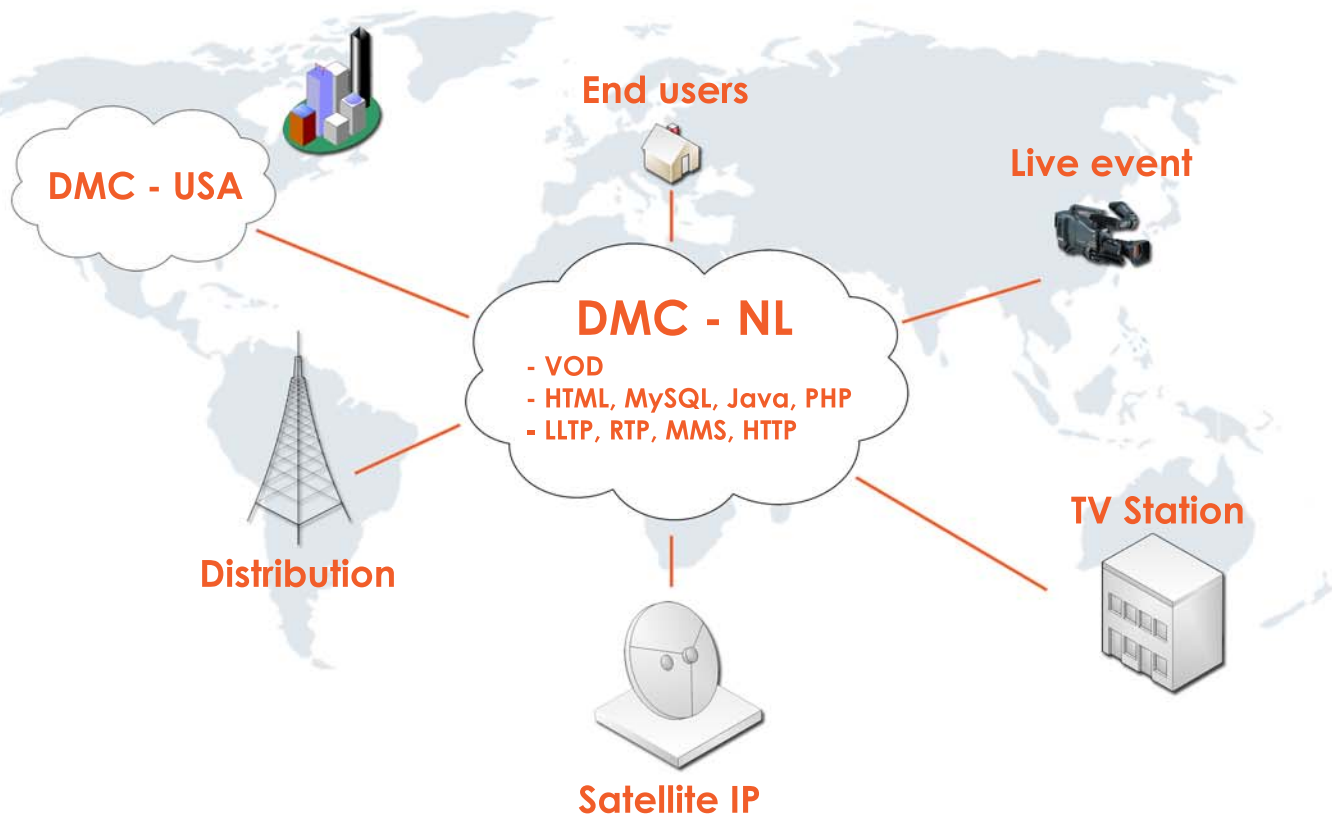 End users
Live event
DMC - USA
DMC - NL
- VOD
- HTML, MySQL, Java, PHP
- LLTP, RTP, MMS, HTTP
TV Station
Distribution
Satellite IP